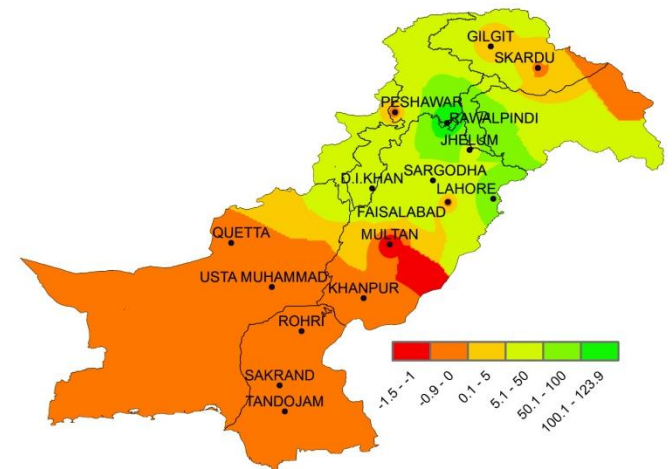 GILGIT
SKARDU
PESHAWAR
RAWALPINDI
JHELUM
SARGODHA
D.I.KHAN
LAHORE
FAISALABAD
QUETTA
MULTAN
USTA MUHAMMAD
KHANPUR
ROHRI
SAKRAND
TANDOJAM
-1.5 - -1
-0.9 - 0
0.1 - 5
5.1 - 50
50.1 - 100
100.1 - 123.9